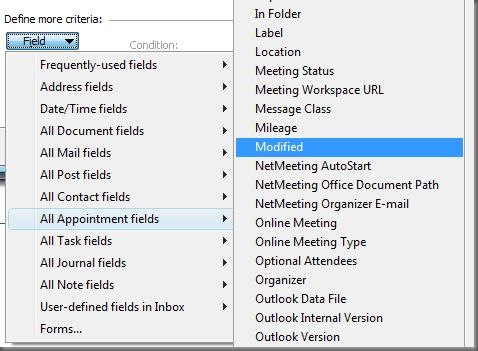 Define more criteria:
Field
Condition:
Frequently-used fields
Address fields
Date/Time fields
All Document fields
All Mail fields
All Post fields
All Contact fields
All Appointment fields
All Task fields
All Journal fields
All Note fields
User-defined fields in Inbox
Forms...
In Folder
Label
Location
Meeting Status
Meeting Workspace URL
Message Class
Mileage
Modified
NetMeeting AutoStart
NetMeeting Office Document Path
NetMeeting Organizer E-mail
Online Meeting
Online Meeting Type
Optional Attendees
Organizer
Outlook Data File
Outlook Internal Version
Outlook Version